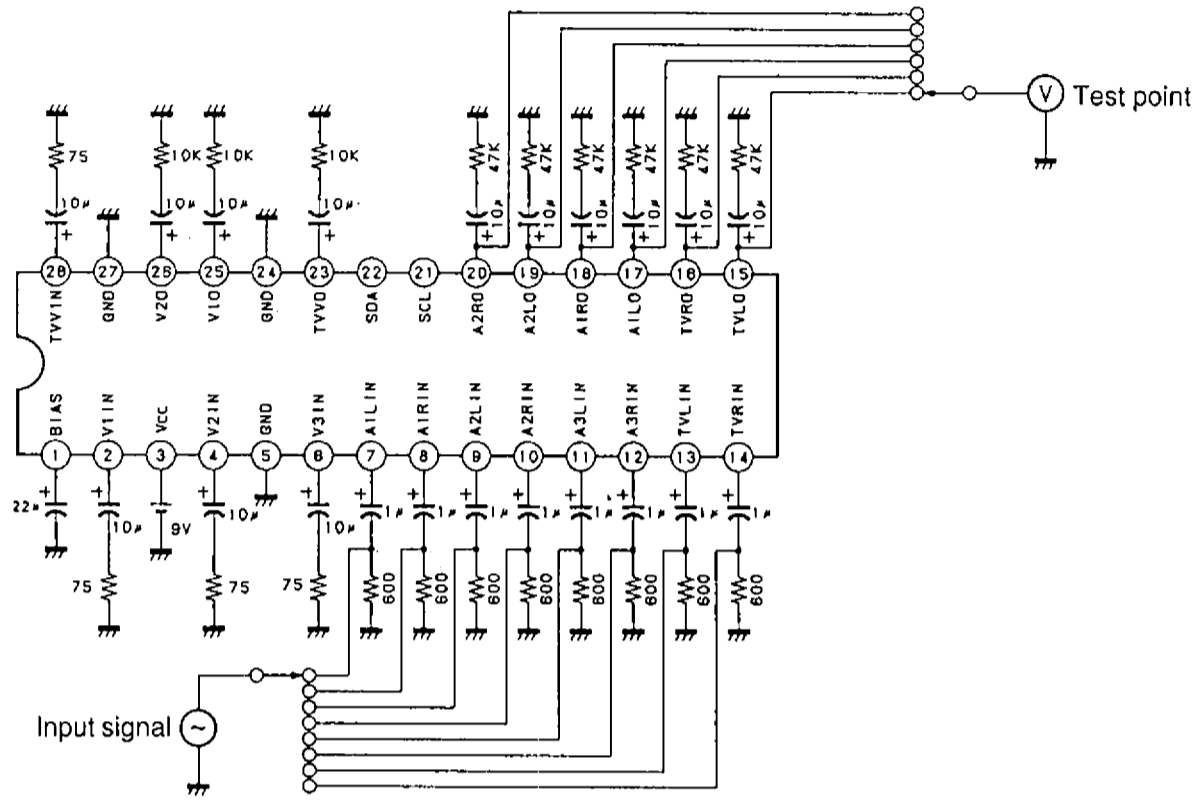 V Test point
75 10K 10K 10K 47K 47K 47K 47K 47K 47K
10μ 10μ 10μ 10μ 10μ 10μ 10μ 10μ 10μ 10μ
+ + + + + + + + + +
28 27 26 25 24 23 22 21 20 19 18 17 16 15
TVVIN GND V2O V1O GND TVVO SDA SCL A2RO A2LO A1RO A1LO TVRO TVLO
BIAS V1IN Vcc V2IN GND V3IN A1LIN A1RIN A2LIN A2RIN A3LIN A3RIN TVLIN TVRIN
1 2 3 4 5 6 7 8 9 10 11 12 13 14
+ + + + + + + + + + + +
22μ 10μ 9V 10μ 10μ 1μ 1μ 1μ 1μ 1μ 1μ 1μ 1μ
75 75 75 600 600 600 600 600 600 600 600
Input signal ~